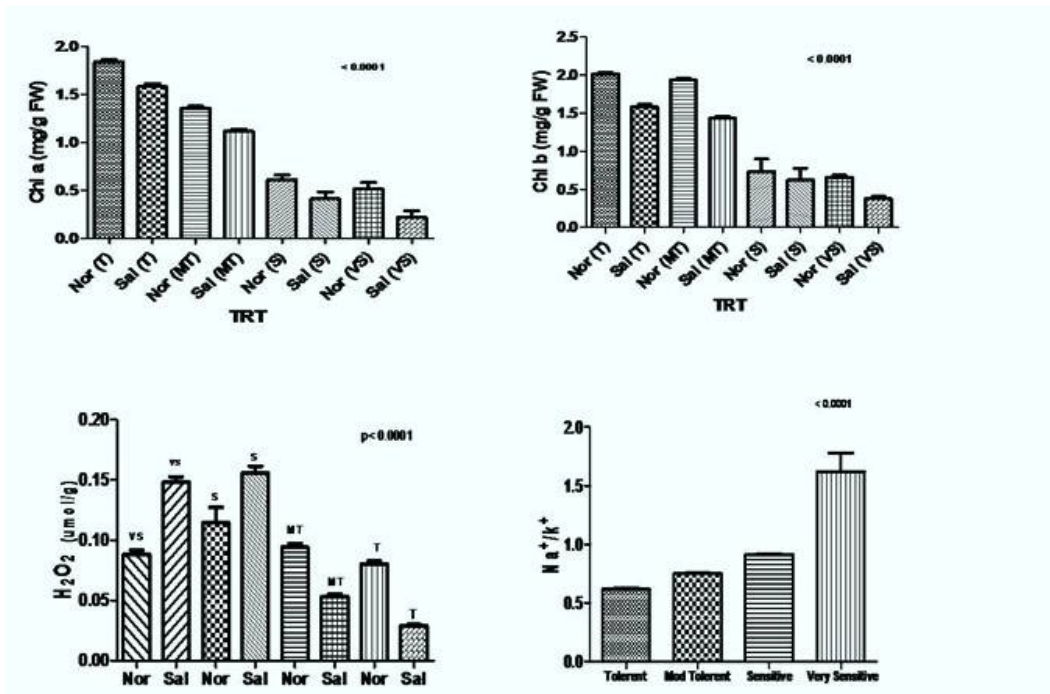 Chl a (mg/g FW)
2.0
1.5
1.0
0.5
0.0
< 0.0001
Nor (T)
Sal (T)
Nor (MT)
Sal (MT)
Nor (S)
Sal (S)
Nor (VS)
Sal (VS)
TRT
Chl b (mg/g FW)
2.5
2.0
1.5
1.0
0.5
0.0
< 0.0001
Nor (T)
Sal (T)
Nor (MT)
Sal (MT)
Nor (S)
Sal (S)
Nor (VS)
Sal (VS)
TRT
H₂O₂ (umol/g)
0.20
0.15
0.10
0.05
0.00
p<0.0001
vs
vs
S
S
MT
MT
T
T
Nor Sal Nor Sal Nor Sal Nor Sal
Na⁺/k⁺
2.0
1.5
1.0
0.5
0.0
< 0.0001
Tolerent Mod Tolerent Sensitive Very Sensitive